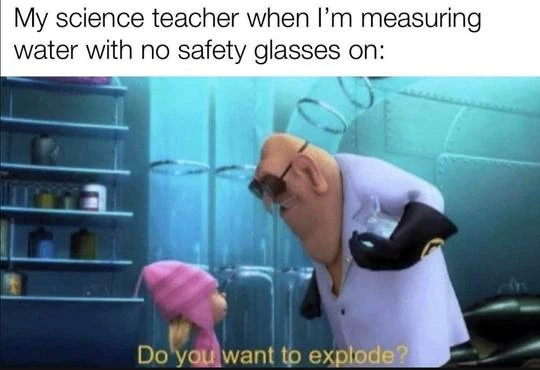 My science teacher when I’m measuring
water with no safety glasses on:
Do you want to explode?